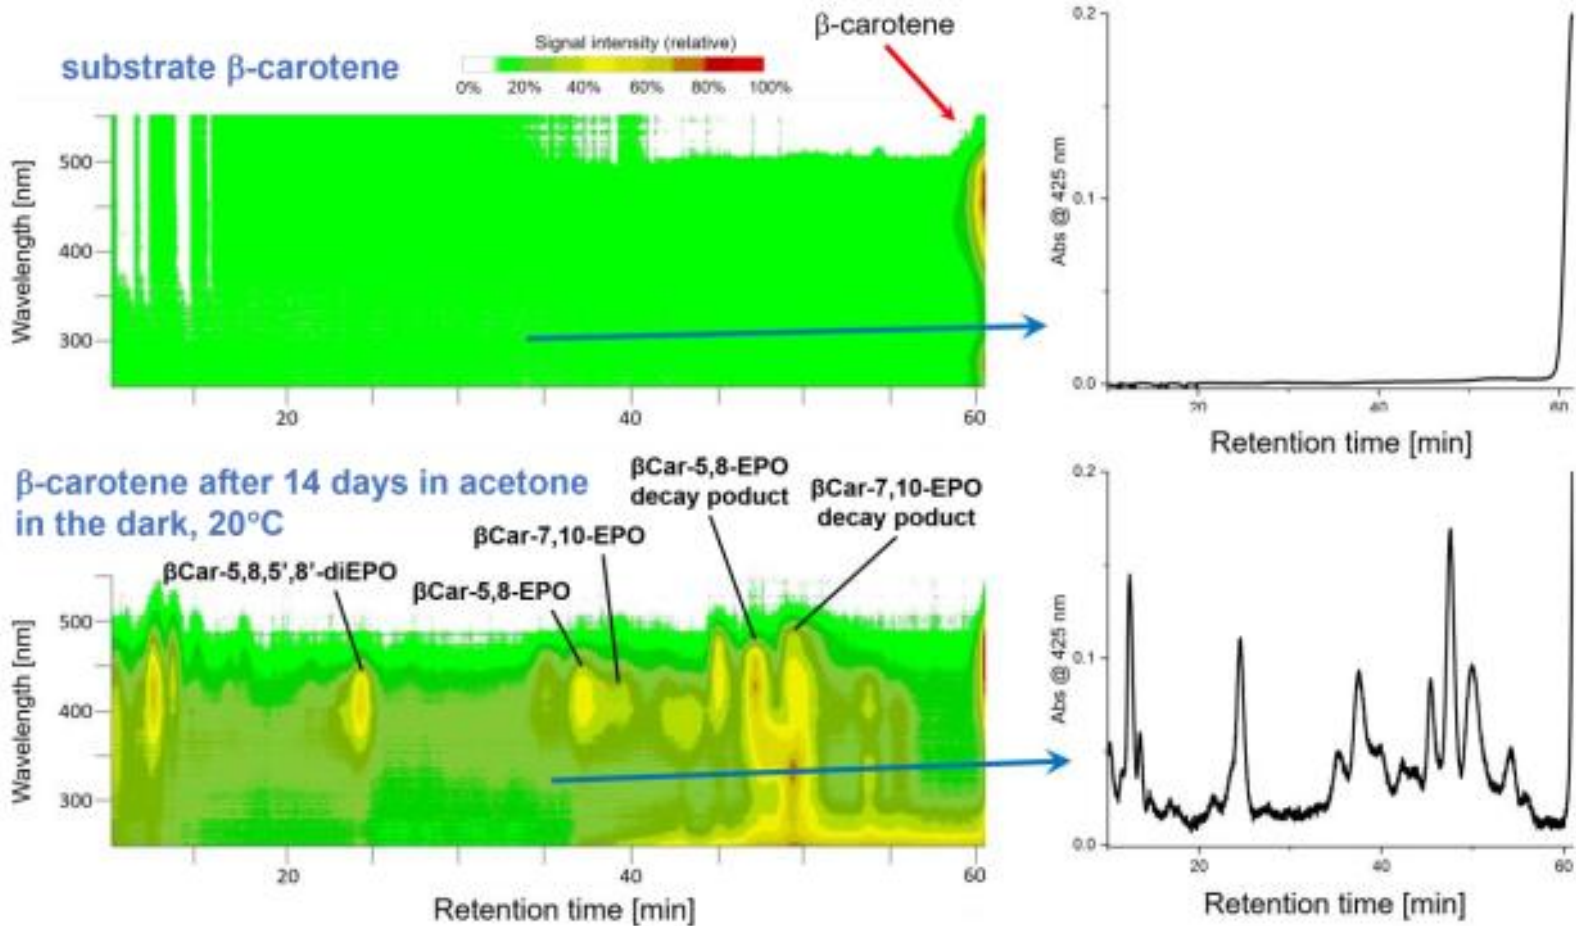 substrate β-carotene
Signal intensity (relative)
0% 20% 40% 60% 80% 100%
β-carotene
Wavelength [nm]
500
400
300
20 40 60
Abs @ 425 nm
0.2
0.1
0.0
20 40 60
Retention time [min]
β-carotene after 14 days in acetone
in the dark, 20°C
βCar-5,8,5',8'-diEPO
βCar-5,8-EPO
βCar-7,10-EPO
βCar-5,8-EPO
decay poduct
βCar-7,10-EPO
decay poduct
Wavelength [nm]
500
400
300
20 40 60
Retention time [min]
Abs @ 425 nm
0.2
0.1
0.0
20 40 60
Retention time [min]